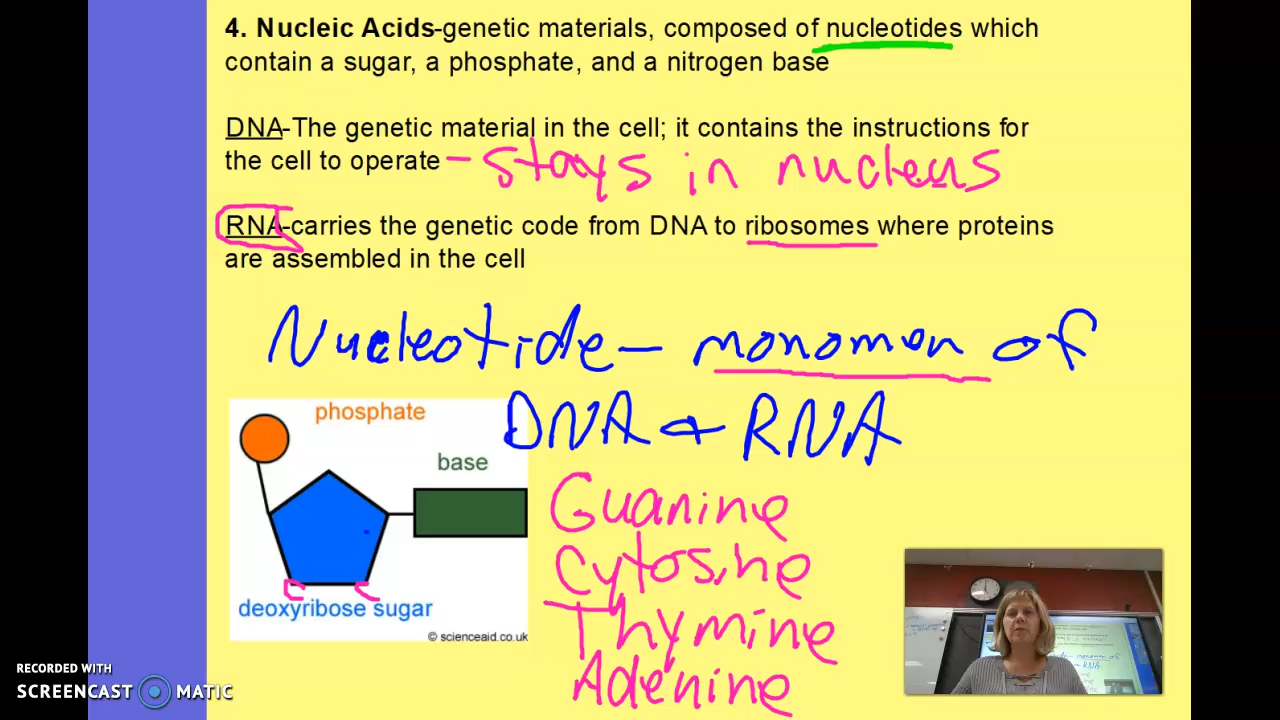 4. Nucleic Acids-genetic materials, composed of nucleotides which
contain a sugar, a phosphate, and a nitrogen base
DNA-The genetic material in the cell; it contains the instructions for
the cell to operate - stays in nucleus
RNA-carries the genetic code from DNA to ribosomes where proteins
are assembled in the cell
Nucleotide - monomer of
DNA + RNA
phosphate
base
deoxyribose sugar
C C
© scienceaid.co.uk
Guanine
Cytosine
Thymine
Adenine
RECORDED WITH
SCREENCAST MATIC